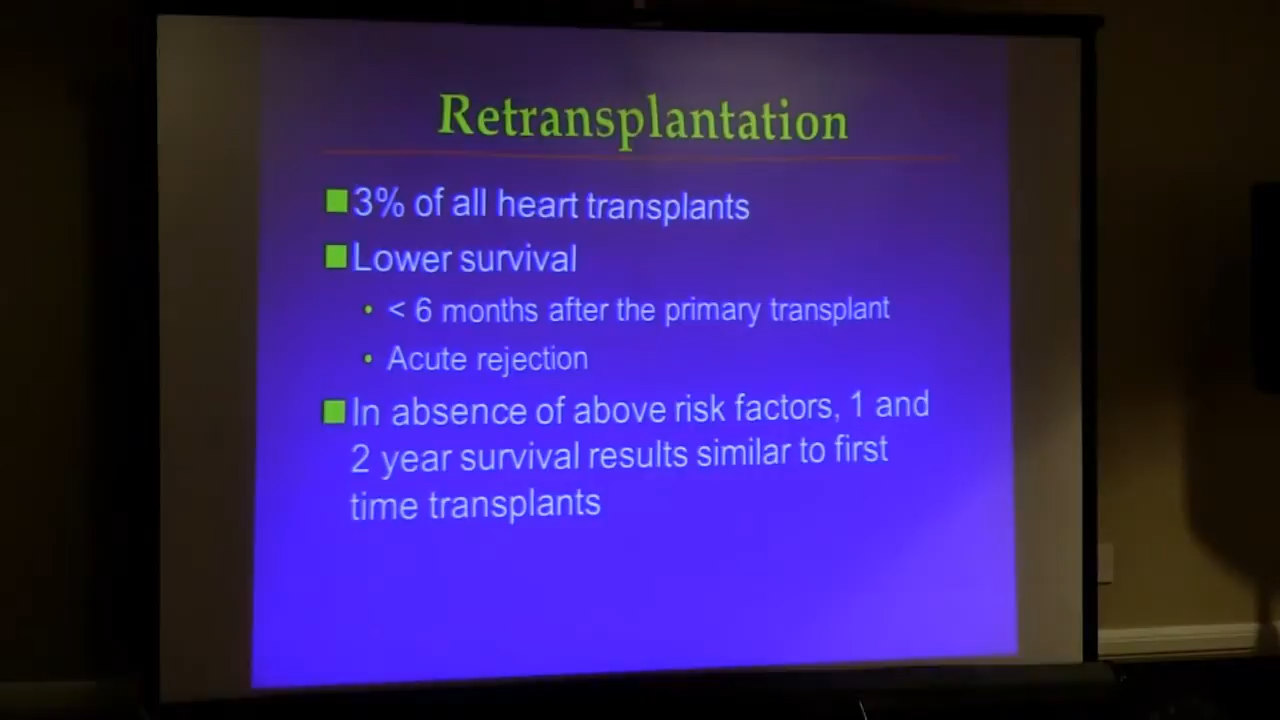 Retransplantation
3% of all heart transplants
Lower survival
• < 6 months after the primary transplant
• Acute rejection
In absence of above risk factors, 1 and
2 year survival results similar to first
time transplants